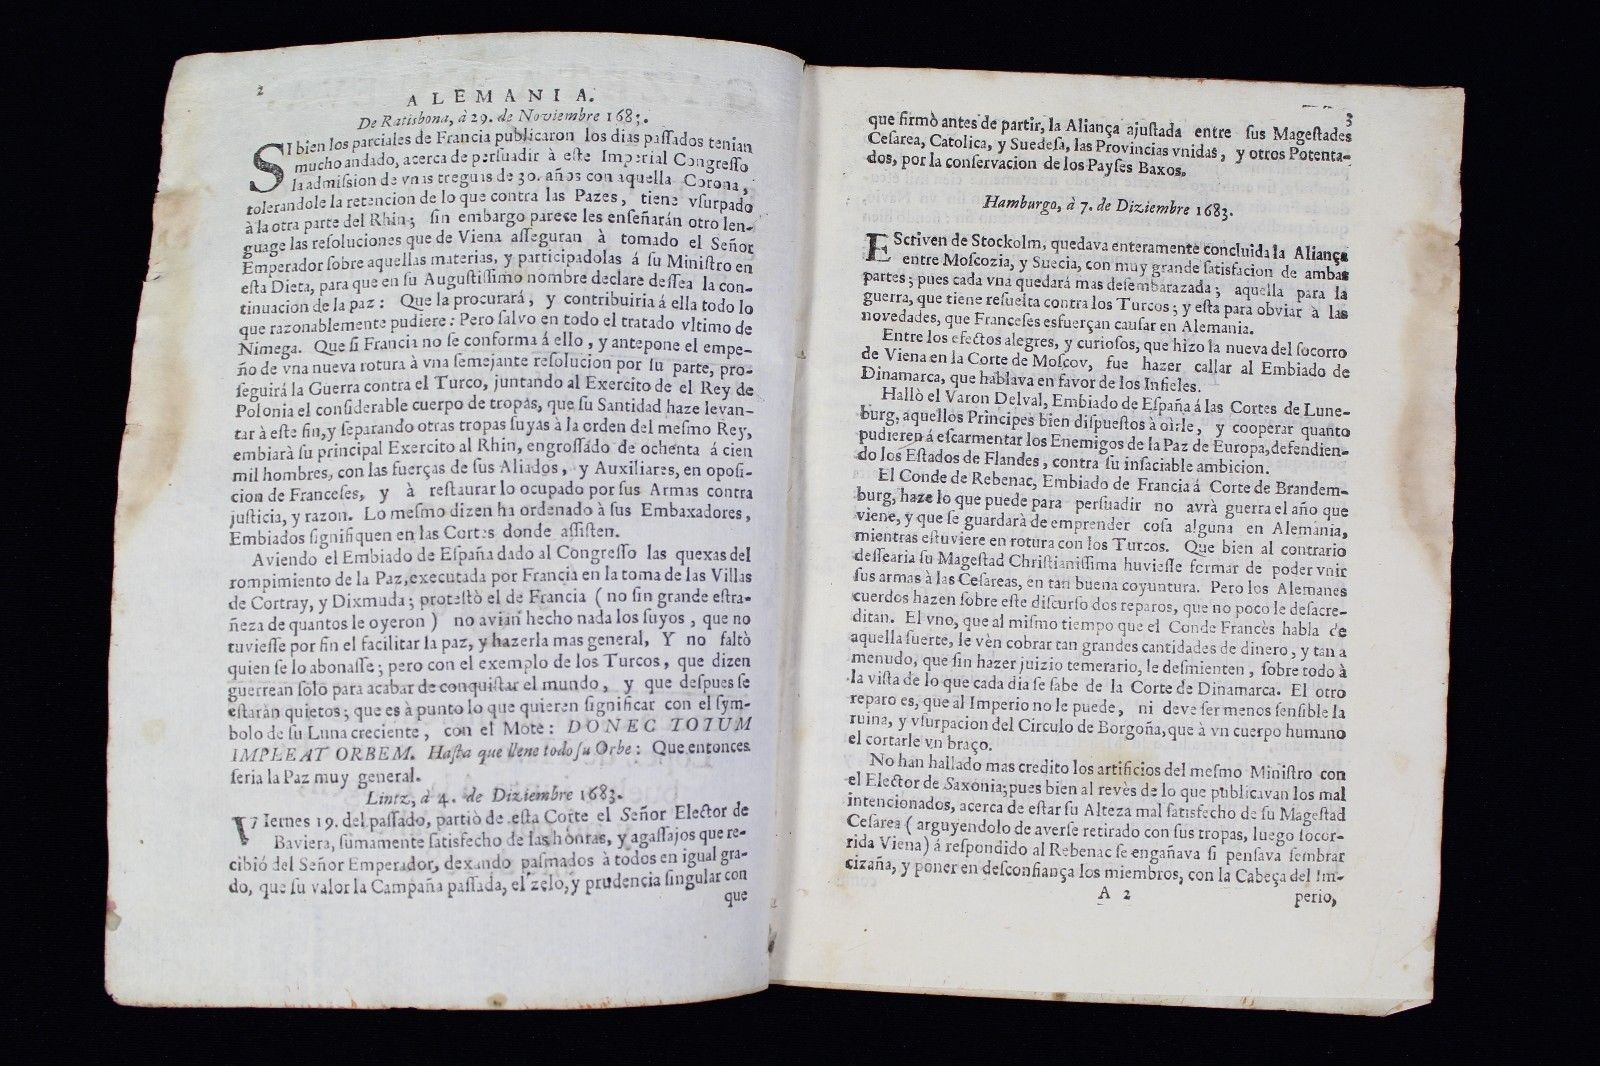 2
ALEMANIA.
De Ratisbona, à 29. de Noviembre 1683.
SI bien los parciales de Francia publicaron los dias passados tenian
mucho andado, acerca de persuadir à este Imperial Congresso
la admission de vnas treguas de 30. años con aquella Corona,
tolerandole la retencion de lo que contra las Pazes, tiene vsurpado
à la otra parte del Rhin; sin embargo parece les enseñarán otro len-
guage las resoluciones que de Viena asseguran à tomado el Señor
Emperador sobre aquellas materias, y participadolas á su Ministro en
esta Dieta, para que en su Augustissimo nombre declare dessea la con-
tinuacion de la paz: Que la procurará, y contribuiria á ella todo lo
que razonablemente pudiere: Pero salvo en todo el tratado vltimo de
Nimega. Que si Francia no se conforma á ello, y antepone el empe-
ño de vna nueva rotura à vna semejante resolucion por su parte, pro-
seguirá la Guerra contra el Turco, juntando al Exercito de el Rey de
Polonia el considerable cuerpo de tropas, que su Santidad haze levan-
tar à este fin, y separando otras tropas suyas à la orden del mesmo Rey,
embiarà su principal Exercito al Rhin, engrossádo de ochenta á cien
mil hombres, con las fuerças de sus Aliados, y Auxiliares, en oposi-
cion de Franceses, y à restaurar lo ocupado por sus Armas contra
justicia, y razon. Lo mesmo dizen ha ordenado à sus Embaxadores,
Embiados signifiquen en las Cortes donde assisten.
Aviendo el Embiado de España dado al Congresso las quexas del
rompimiento de la Paz, executada por Francia en la toma de las Villas
de Cortray, y Dixmuda; protestò el de Francia (no sin grande estra-
ñeza de quantos le oyeron) no avian hecho nada los suyos, que no
tuviesse por fin el facilitar la paz, y hazerla mas general, Y no faltò
quien se lo abonasse; pero con el exemplo de los Turcos, que dizen
guerrean solo para acabar de conquistar el mundo, y que despues se
estaràn quietos; que es à punto lo que quieren significar con el sym-
bolo de su Luna creciente, con el Mote: DONEC TOTUM
IMPLEAT ORBEM. Hasta que llene todo su Orbe: Que entonces
seria la Paz muy general.
Lintz, à 4. de Diziembre 1683.
VIernes 19. del passado, partiò de esta Corte el Señor Elector de
Baviera, sumamente satisfecho de las honras, y agassajos que re-
cibió del Señor Emperador, dexando pasmados à todos en igual gra-
do, que su valor la Campaña passada, el zelo, y prudencia singular con
que
3
que firmò antes de partir, la Aliança ajustada entre sus Magestades
Cesarea, Catolica, y Suedesa, las Provincias vnidas, y otros Potenta-
dos, por la conservacion de los Payses Baxos.
Hamburgo, à 7. de Diziembre 1683.
EScriven de Stockolm, quedava enteramente concluida la Aliança
entre Moscozia, y Suecia, con muy grande satisfacion de ambas
partes; pues cada vna quedará mas desembarazada; aquella para la
guerra, que tiene resuelta contra los Turcos; y esta para obviar à las
novedades, que Franceses esfuerçan causar en Alemania.
Entre los efectos alegres, y curiosos, que hizo la nueva del socorro
de Viena en la Corte de Moscov, fue hazer callar al Embiado de
Dinamarca, que hablava en favor de los Infieles.
Hallò el Varon Delval, Embiado de España á las Cortes de Lune-
burg, aquellos Principes bien dispuestos à oirle, y cooperar quanto
pudieren á escarmentar los Enemigos de la Paz de Europa, defendien-
do los Estados de Flandes, contra su insaciable ambicion.
El Conde de Rebenac, Embiado de Francia á Corte de Brandem-
burg, haze lo que puede para persuadir no avrà guerra el año que
viene, y que se guardarà de emprender cosa alguna en Alemania,
mientras estuviere en rotura con los Turcos. Que bien al contrario
dessearia su Magestad Christianissima huviesse formar de poder vnir
sus armas à las Cesareas, en tan buena coyuntura. Pero los Alemanes
cuerdos hazen sobre este discurso dos reparos, que no poco le desacre-
ditan. El vno, que al mismo tiempo que el Conde Francès habla de
aquella suerte, le vèn cobrar tan grandes cantidades de dinero, y tan a
menudo, que sin hazer juizio temerario, le desmienten, sobre todo à
la vista de lo que cada dia se sabe de la Corte de Dinamarca. El otro
reparo es, que al Imperio no le puede, ni deve ser menos sensible la
ruina, y vsurpacion del Circulo de Borgoña, que à vn cuerpo humano
el cortarle vn braço.
No han hallado mas credito los artificios del mesmo Ministro con
el Elector de Saxonia; pues bien al revès de lo que publicavan los mal
intencionados, acerca de estar su Alteza mal satisfecho de su Magestad
Cesarea (arguyendolo de averse retirado con sus tropas, luego socor-
rida Viena) á respondido al Rebenac se engañava si pensava sembrar
cizaña, y poner en desconfiança los miembros, con la Cabeça del Im-
A 2 perio,